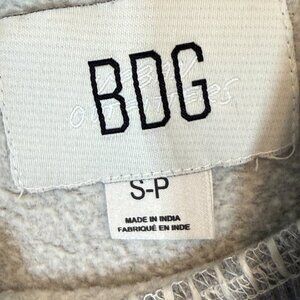 BDG
S-P
MADE IN INDIA
FABRIQUÉ EN INDE